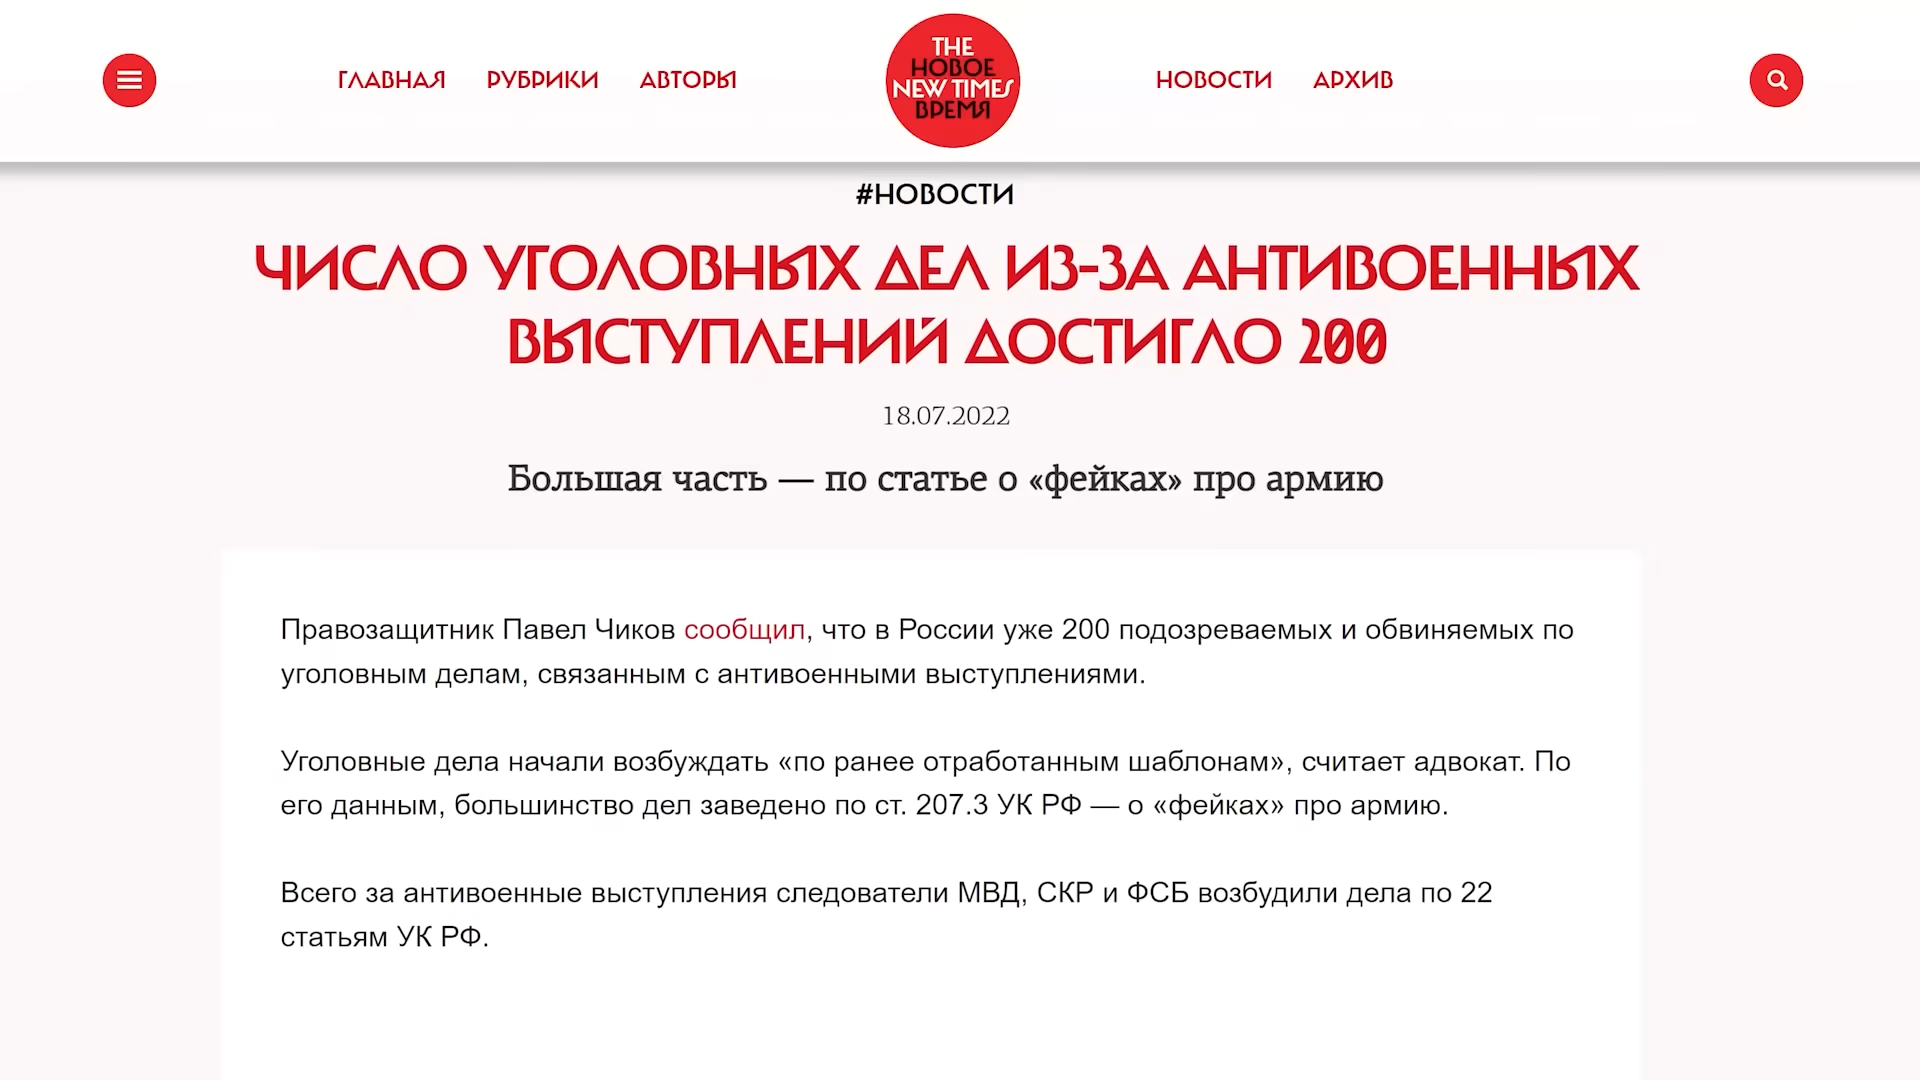 ГЛАВНАЯ РУБРИКИ АВТОРЫ
THE
НОВОЕ
NEW TIMES
ВРЕМЯ
НОВОСТИ АРХИВ
#НОВОСТИ
ЧИСЛО УГОЛОВНЫХ ДЕЛ ИЗ-ЗА АНТИВОЕННЫХ
ВЫСТУПЛЕНИЙ ДОСТИГЛО 200
18.07.2022
Большая часть — по статье о «фейках» про армию
Правозащитник Павел Чиков сообщил, что в России уже 200 подозреваемых и обвиняемых по
уголовным делам, связанным с антивоенными выступлениями.
Уголовные дела начали возбуждать «по ранее отработанным шаблонам», считает адвокат. По
его данным, большинство дел заведено по ст. 207.3 УК РФ — о «фейках» про армию.
Всего за антивоенные выступления следователи МВД, СКР и ФСБ возбудили дела по 22
статьям УК РФ.